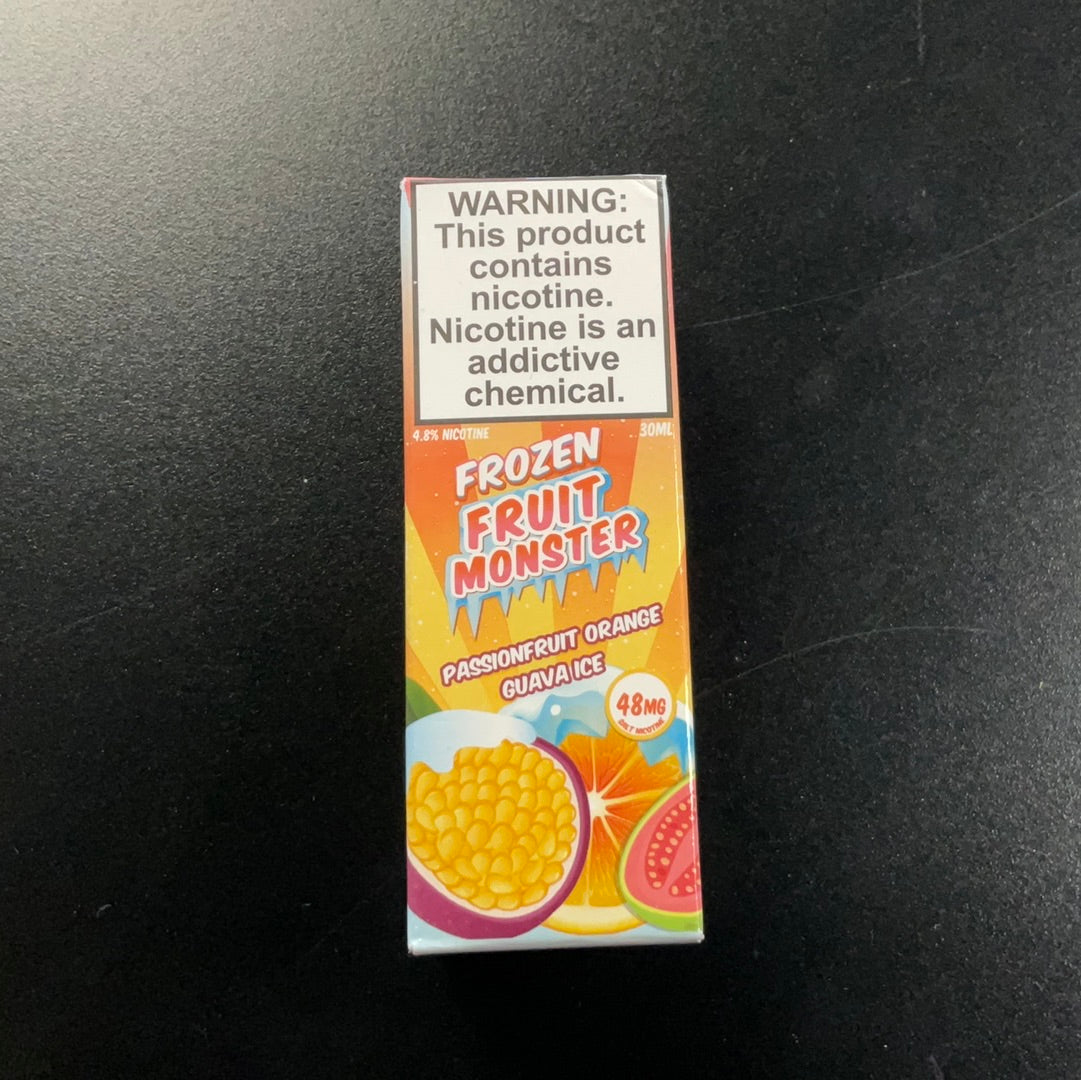 WARNING:
This product
contains
nicotine.
Nicotine is an
addictive
chemical.
4.8% NICOTINE 30ML
FROZEN
FRUIT
MONSTER
PASSIONFRUIT ORANGE
GUAVA ICE
48MG
NICOTINE